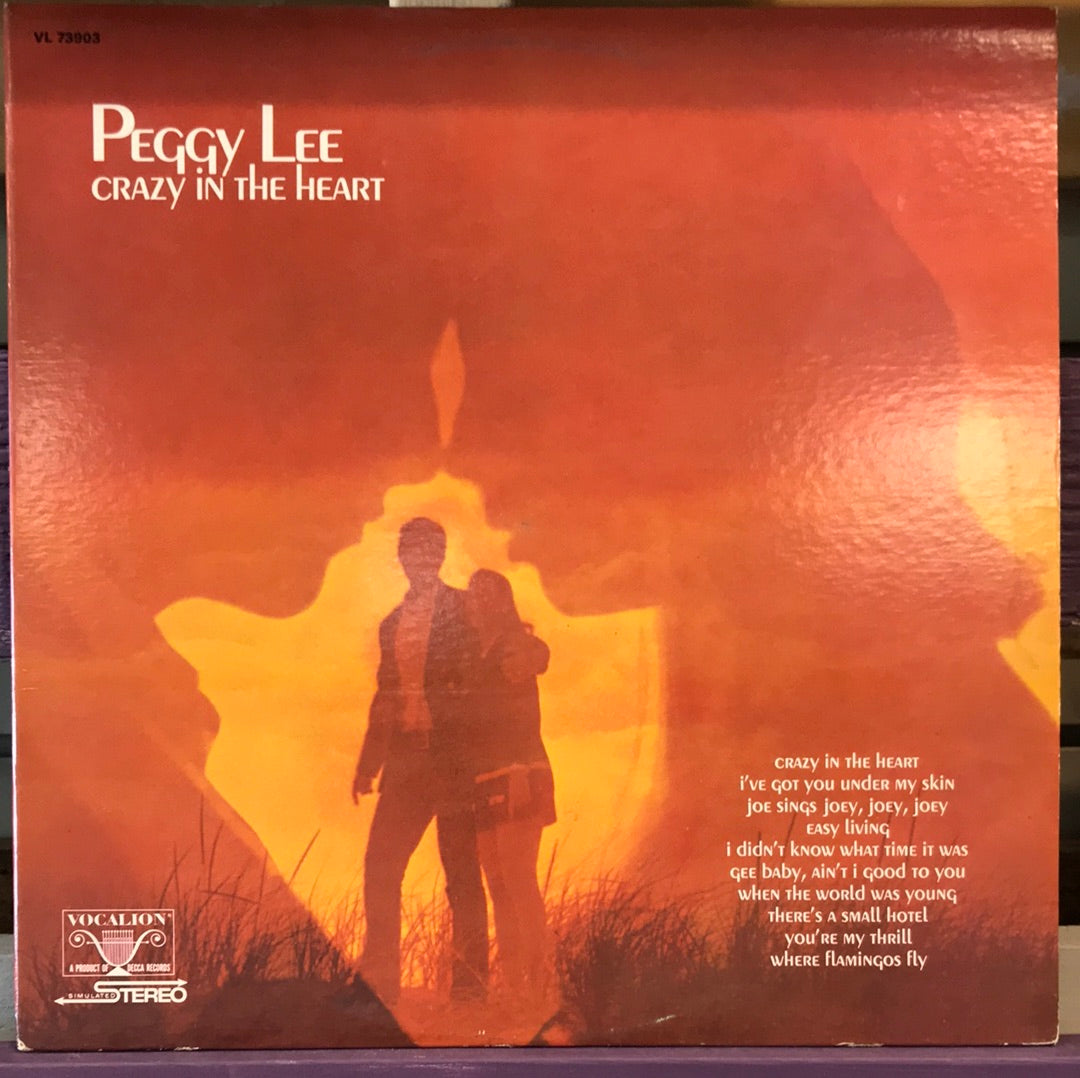 VL 73903
PEGGY LEE
CRAZY IN THE HEART
CRAZY IN THE HEART
I'VE GOT YOU UNDER MY SKIN
JOE SINGS JOEY, JOEY, JOEY
EASY LIVING
I DIDN'T KNOW WHAT TIME IT WAS
GEE BABY, AIN'T I GOOD TO YOU
WHEN THE WORLD WAS YOUNG
THERE'S A SMALL HOTEL
YOU'RE MY THRILL
WHERE FLAMINGOS FLY
VOCALION®
A PRODUCT OF DECCA RECORDS
SIMULATED STEREO